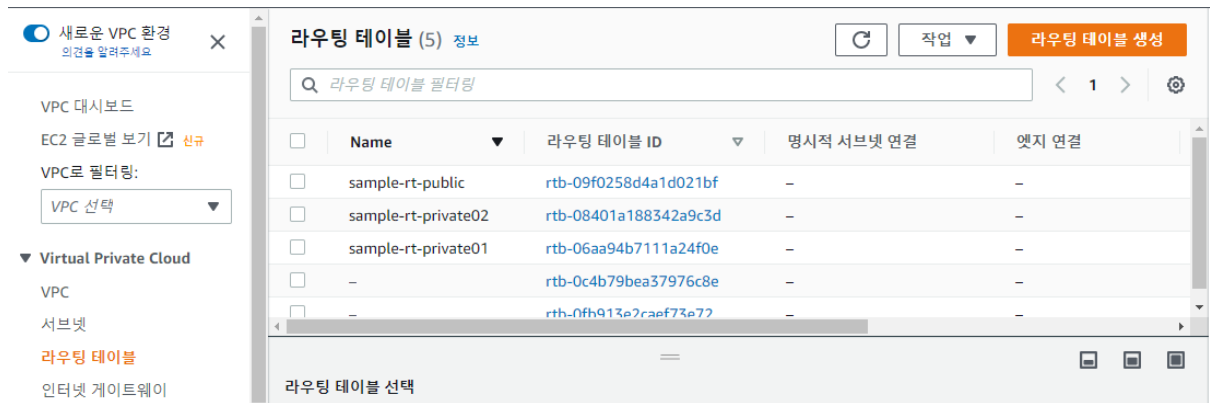 새로운 VPC 환경
의견을 알려주세요
VPC 대시보드
EC2 글로벌 보기 신규
VPC로 필터링:
VPC 선택
Virtual Private Cloud
VPC
서브넷
라우팅 테이블
인터넷 게이트웨이
라우팅 테이블 (5) 정보
작업
라우팅 테이블 생성
라우팅 테이블 필터링
1
Name 라우팅 테이블 ID 명시적 서브넷 연결 엣지 연결
sample-rt-public rtb-09f0258d4a1d021bf – –
sample-rt-private02 rtb-08401a188342a9c3d – –
sample-rt-private01 rtb-06aa94b7111a24f0e – –
– rtb-0c4b79bea37976c8e – –
– rtb-0fb913e2caef73e72 – –
라우팅 테이블 선택